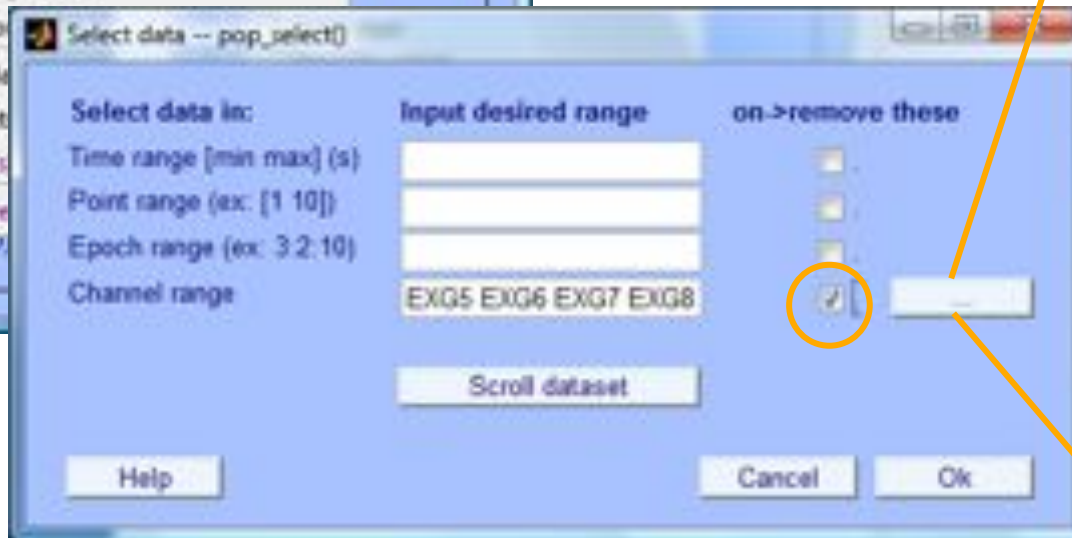 Select data -- pop_select()
Select data in: Input desired range on->remove these
Time range [min max] (s)
Point range (ex: [1 10])
Epoch range (ex: 3:2:10)
Channel range EXG5 EXG6 EXG7 EXG8 ...
Scroll dataset
Help Cancel Ok